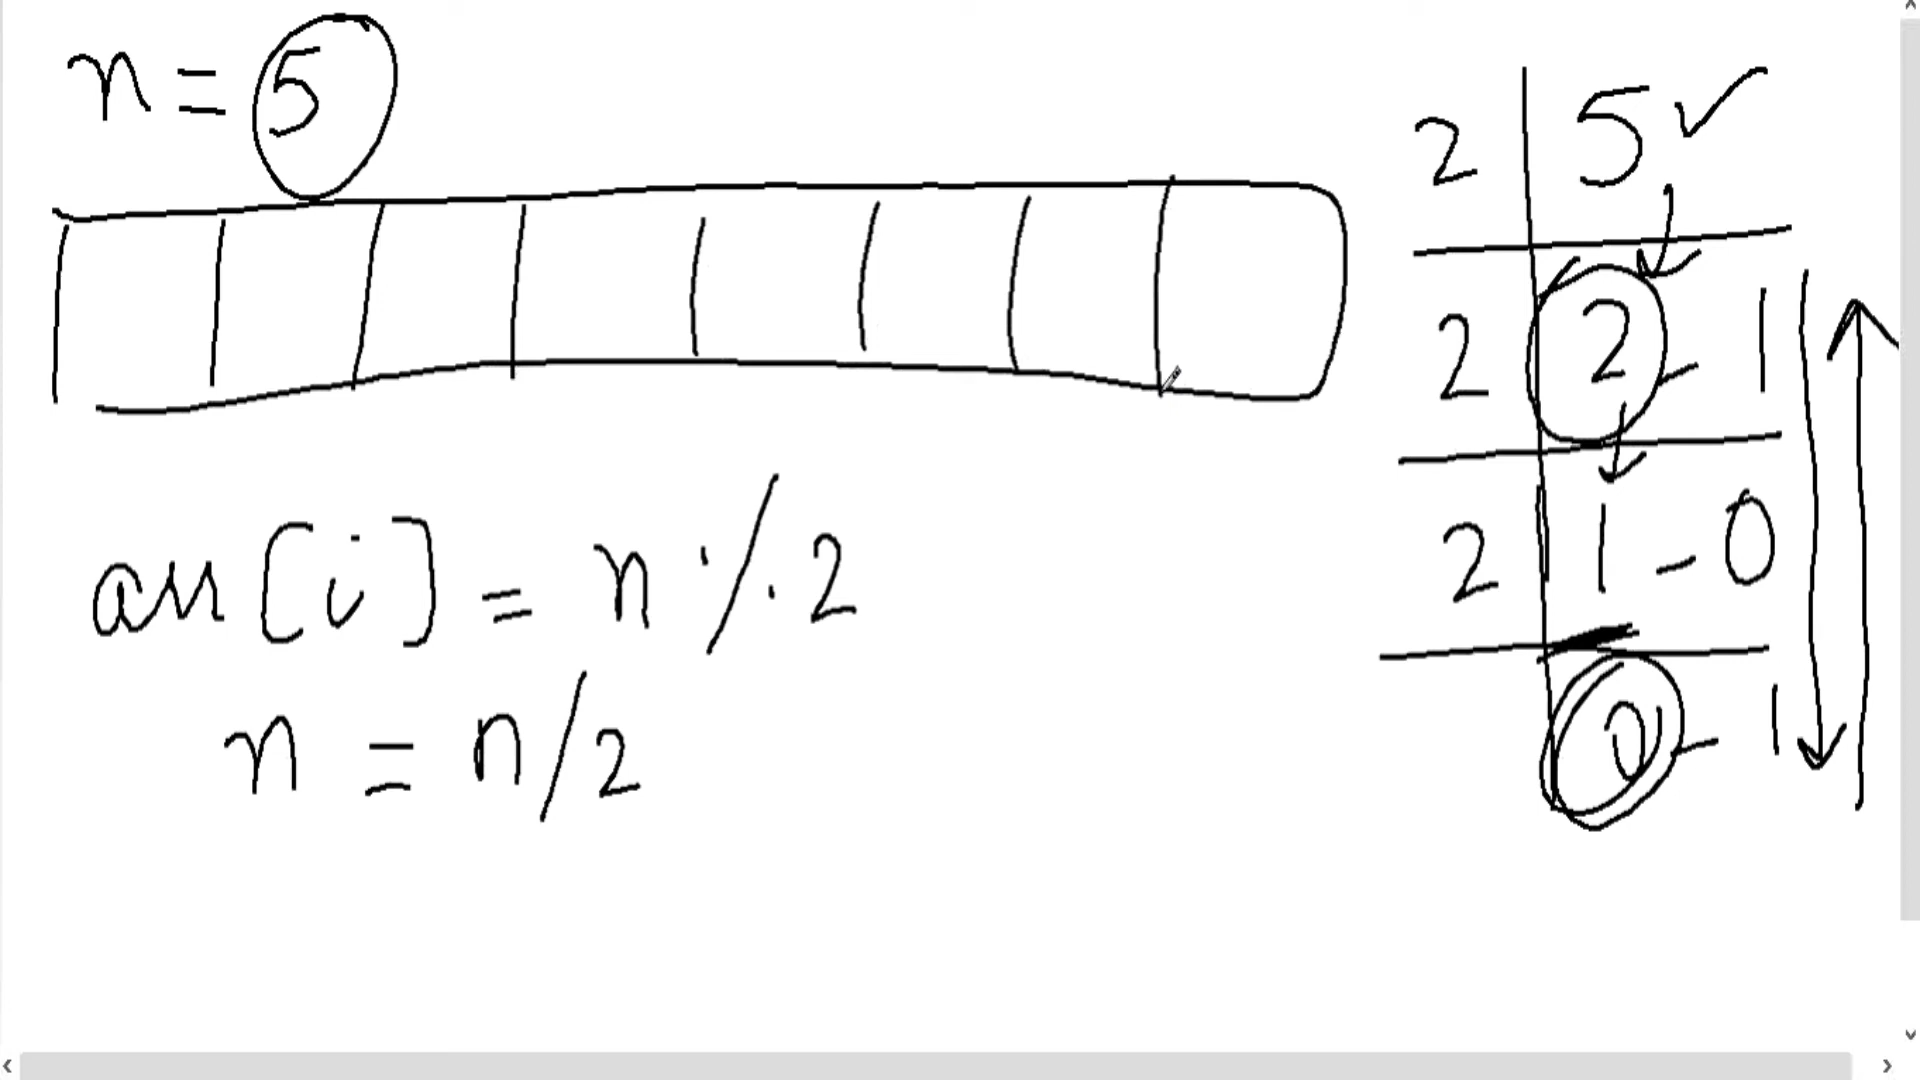 n = 5
arr[i] = n % 2
n = n/2
2 5 ✓
2 2 - 1
2 1 - 0
0 - 1